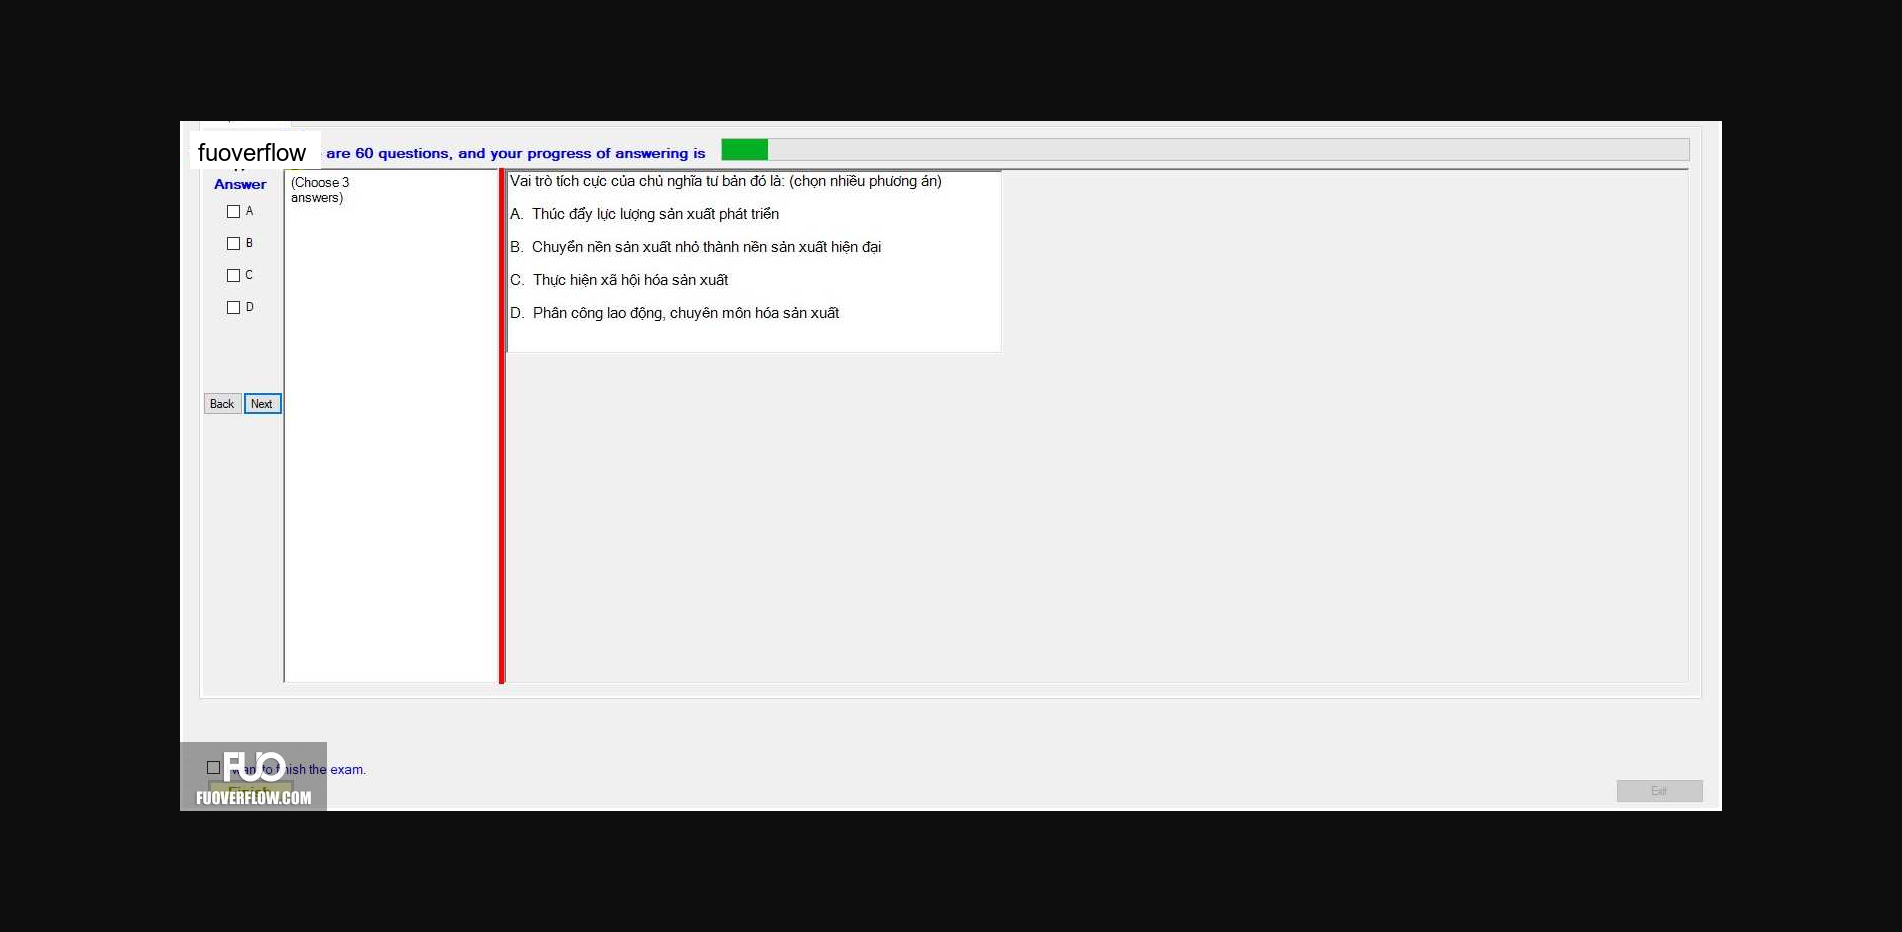 fuoverflow are 60 questions, and your progress of answering is
Answer
(Choose 3
answers)
A
B
C
D
Back Next
Vai trò tích cực của chủ nghĩa tư bản đó là: (chọn nhiều phương án)
A. Thúc đẩy lực lượng sản xuất phát triển
B. Chuyển nền sản xuất nhỏ thành nền sản xuất hiện đại
C. Thực hiện xã hội hóa sản xuất
D. Phân công lao động, chuyên môn hóa sản xuất
FUO
want to finish the exam.
Finish
FUOVERFLOW.COM
Exit